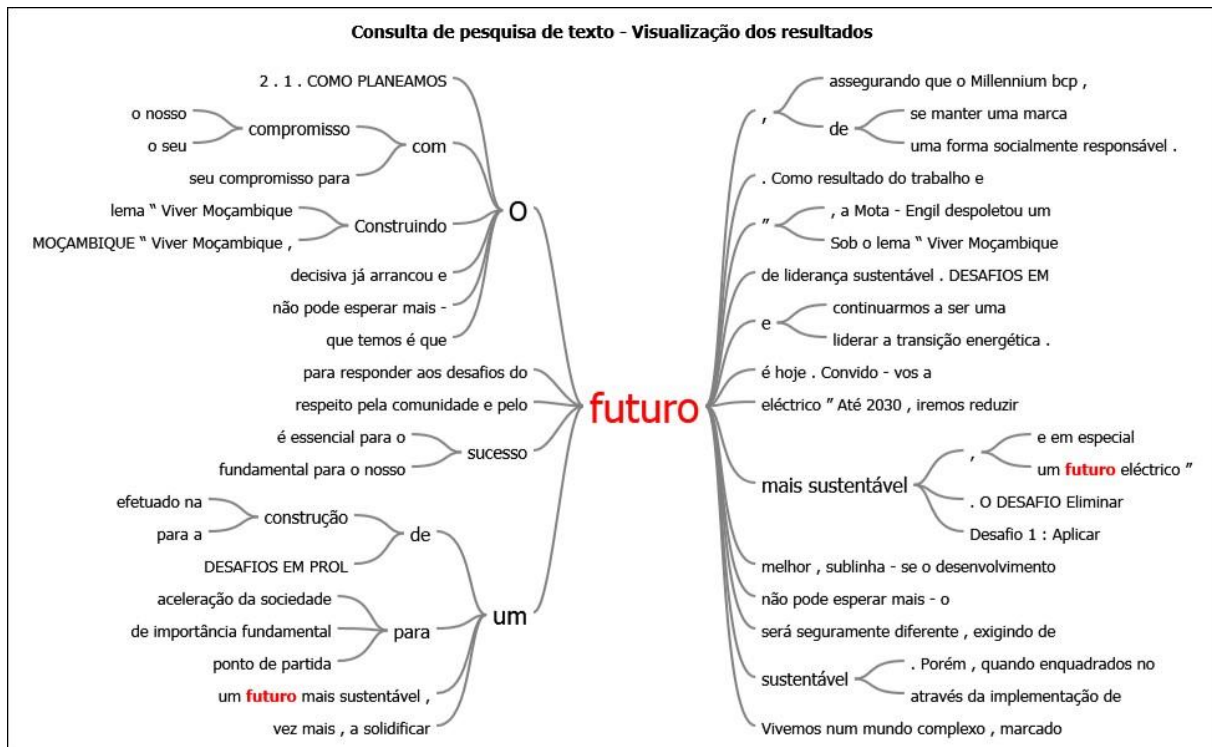 Consulta de pesquisa de texto - Visualização dos resultados
2 . 1 . COMO PLANEAMOS
o nosso
o seu
compromisso
seu compromisso para
com
lema “ Viver Moçambique
MOÇAMBIQUE “ Viver Moçambique ,
Construindo
decisiva já arrancou e
não pode esperar mais -
que temos é que
O
para responder aos desafios do
respeito pela comunidade e pelo
é essencial para o
fundamental para o nosso
sucesso
efetuado na
para a
construção
DESAFIOS EM PROL
de
aceleração da sociedade
de importância fundamental
ponto de partida
para
um futuro mais sustentável ,
vez mais , a solidificar
um
futuro
,
assegurando que o Millennium bcp ,
de
se manter uma marca
uma forma socialmente responsável .
. Como resultado do trabalho e
”
, a Mota - Engil despoletou um
Sob o lema “ Viver Moçambique
de liderança sustentável . DESAFIOS EM
e
continuarmos a ser uma
liderar a transição energética .
é hoje . Convido - vos a
eléctrico ” Até 2030 , iremos reduzir
mais sustentável
,
e em especial
um futuro eléctrico ”
. O DESAFIO Eliminar
Desafio 1 : Aplicar
melhor , sublinha - se o desenvolvimento
não pode esperar mais - o
será seguramente diferente , exigindo de
sustentável
. Porém , quando enquadrados no
através da implementação de
Vivemos num mundo complexo , marcado